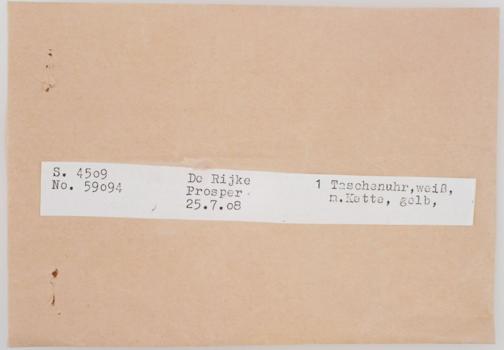 S. 4509
No. 59094
De Rijke
Prosper
25.7.08
1 Taschenuhr,weiß,
m.Kette, gelb,